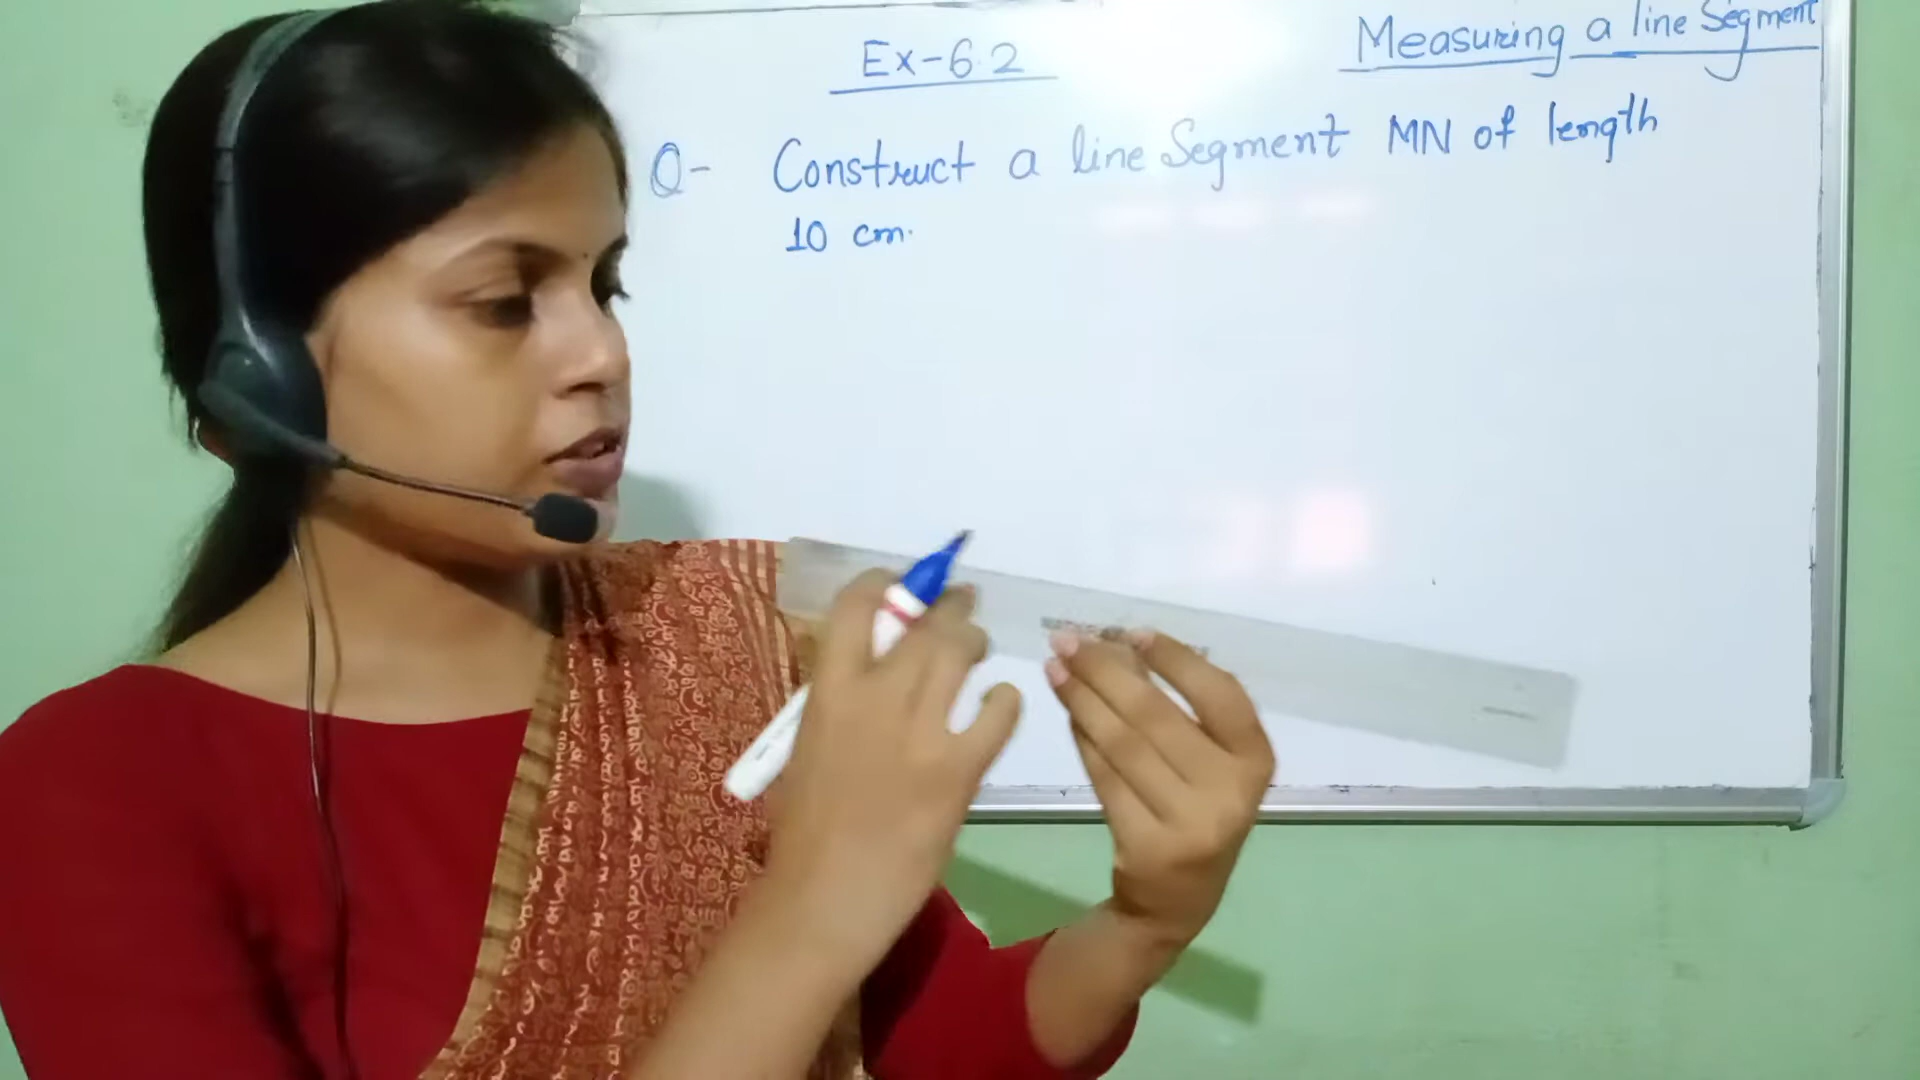 Ex-6.2
Measuring a line Segment
Q- Construct a line Segment MN of length
10 cm.